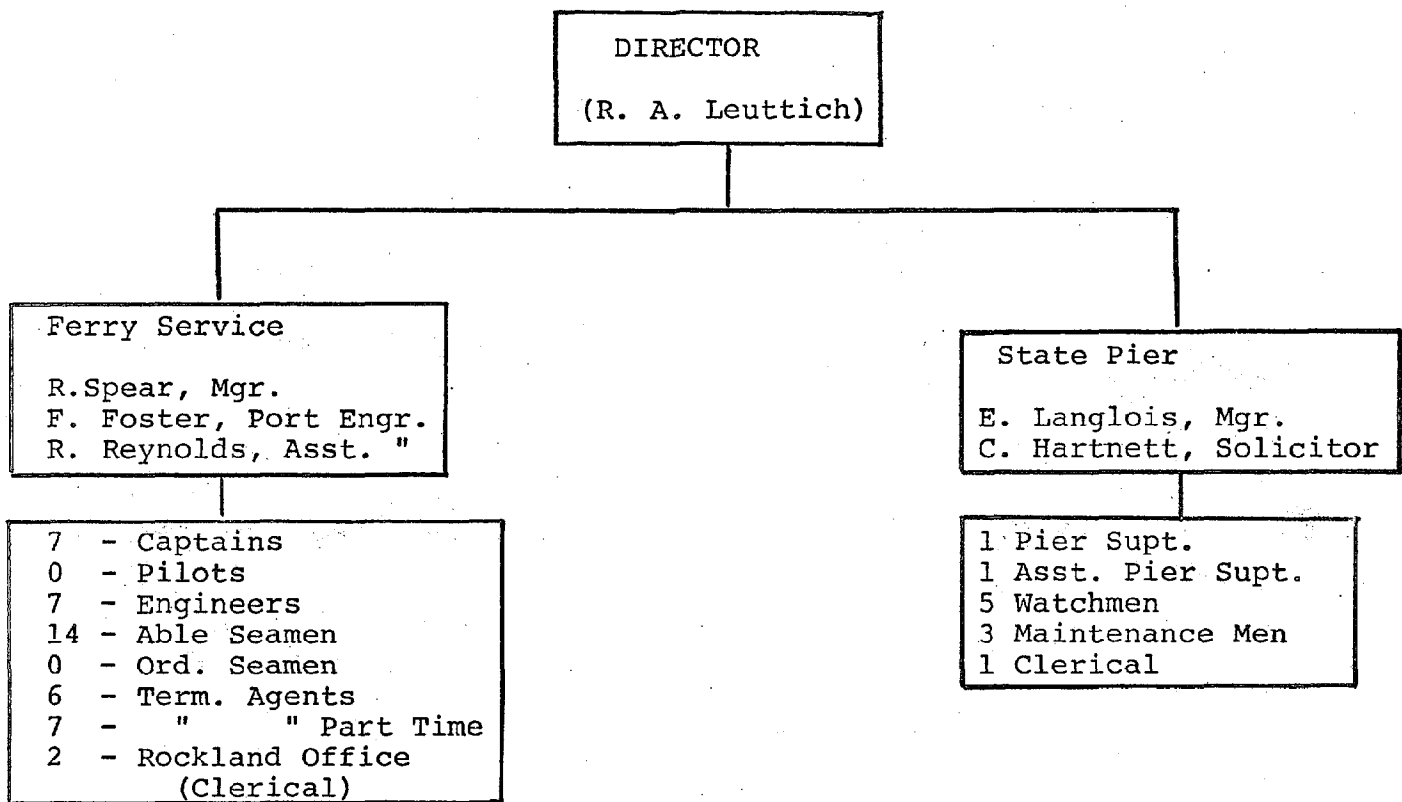 DIRECTOR
(R. A. Leuttich)
Ferry Service
R.Spear, Mgr.
F. Foster, Port Engr.
R. Reynolds, Asst. "
7 - Captains
0 - Pilots
7 - Engineers
14 - Able Seamen
0 - Ord. Seamen
6 - Term. Agents
7 - " " Part Time
2 - Rockland Office
(Clerical)
State Pier
E. Langlois, Mgr.
C. Hartnett, Solicitor
1 Pier Supt.
1 Asst. Pier Supt.
5 Watchmen
3 Maintenance Men
1 Clerical